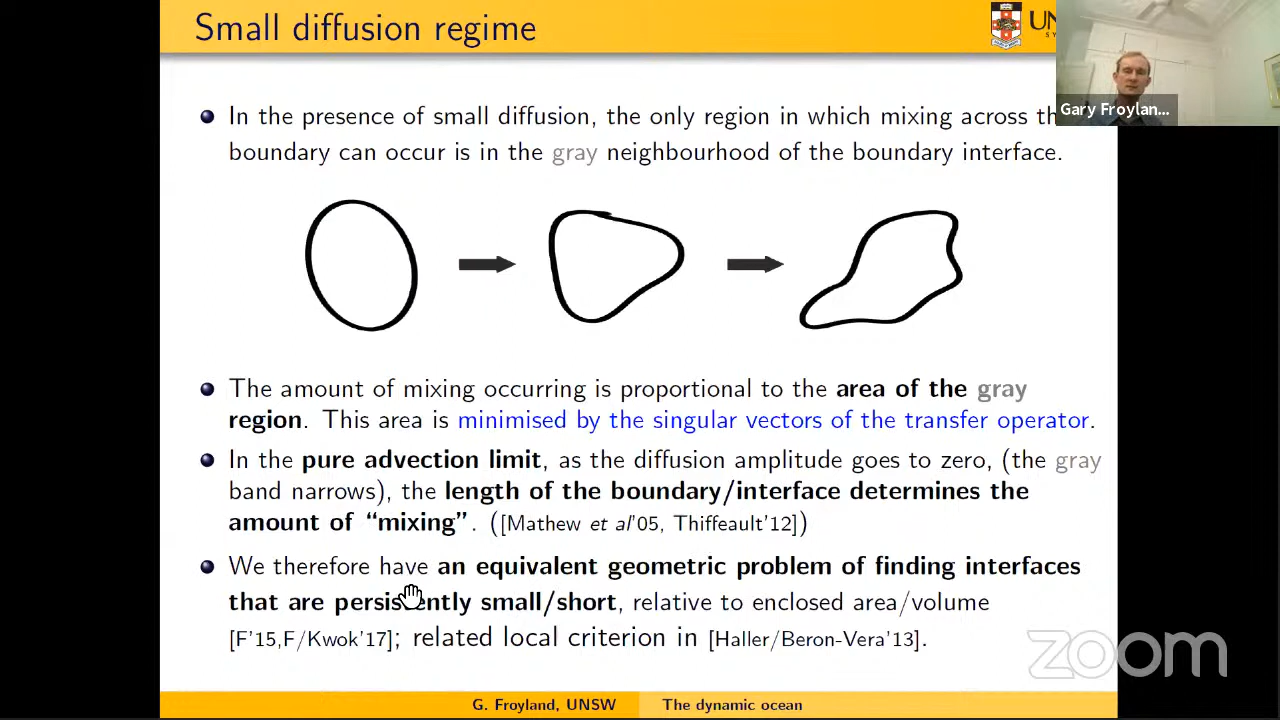 Small diffusion regime
UN
Gary Froylan...
In the presence of small diffusion, the only region in which mixing across th
boundary can occur is in the gray neighbourhood of the boundary interface.
The amount of mixing occurring is proportional to the area of the gray
region. This area is minimised by the singular vectors of the transfer operator.
In the pure advection limit, as the diffusion amplitude goes to zero, (the gray
band narrows), the length of the boundary/interface determines the
amount of “mixing”. ([Mathew et al’05, Thiffeault’12])
We therefore have an equivalent geometric problem of finding interfaces
that are persistently small/short, relative to enclosed area/volume
[F’15,F/Kwok’17]; related local criterion in [Haller/Beron-Vera’13].
zoom
G. Froyland, UNSW The dynamic ocean